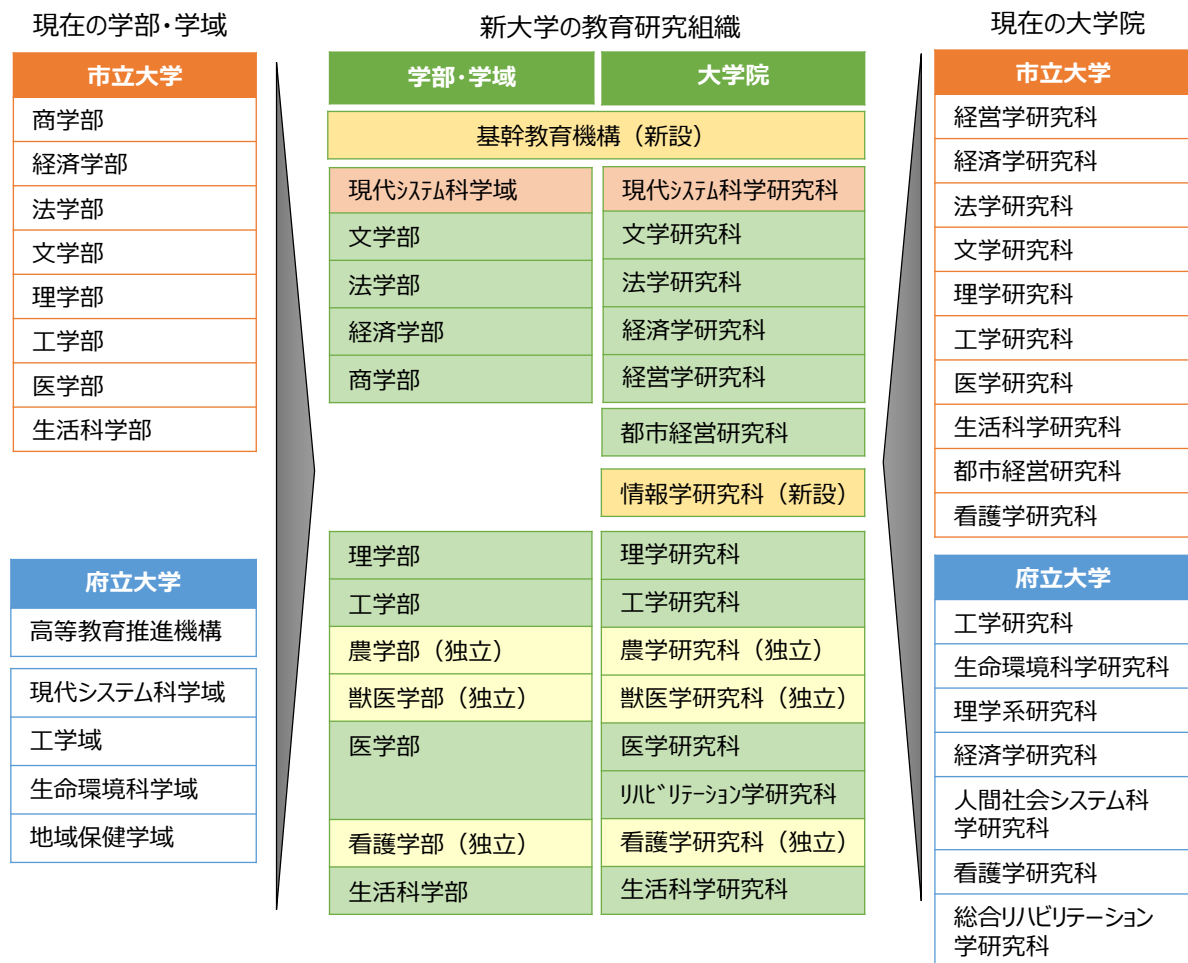 現在の学部・学域
市立大学
商学部
経済学部
法学部
文学部
理学部
工学部
医学部
生活科学部
府立大学
高等教育推進機構
現代システム科学域
工学域
生命環境科学域
地域保健学域
新大学の教育研究組織
学部・学域
大学院
基幹教育機構（新設）
現代ｼｽﾃﾑ科学域
現代ｼｽﾃﾑ科学研究科
文学部
文学研究科
法学部
法学研究科
経済学部
経済学研究科
商学部
経営学研究科
都市経営研究科
情報学研究科（新設）
理学部
理学研究科
工学部
工学研究科
農学部（独立）
農学研究科（独立）
獣医学部（独立）
獣医学研究科（独立）
医学部
医学研究科
ﾘﾊﾋﾞﾘﾃｰｼｮﾝ学研究科
看護学部（独立）
看護学研究科（独立）
生活科学部
生活科学研究科
現在の大学院
市立大学
経営学研究科
経済学研究科
法学研究科
文学研究科
理学研究科
工学研究科
医学研究科
生活科学研究科
都市経営研究科
看護学研究科
府立大学
工学研究科
生命環境科学研究科
理学系研究科
経済学研究科
人間社会システム科
学研究科
看護学研究科
総合リハビリテーション
学研究科